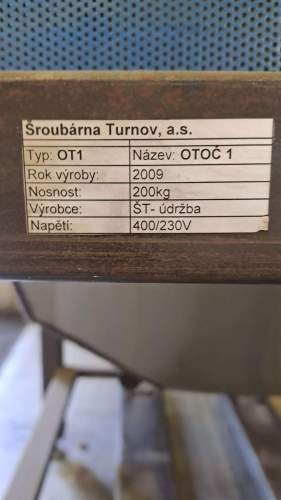 Šroubárna Turnov, a.s.
Typ: OT1 Název: OTOČ 1
Rok výroby: 2009
Nosnost: 200kg
Výrobce: ŠT- údržba
Napětí: 400/230V